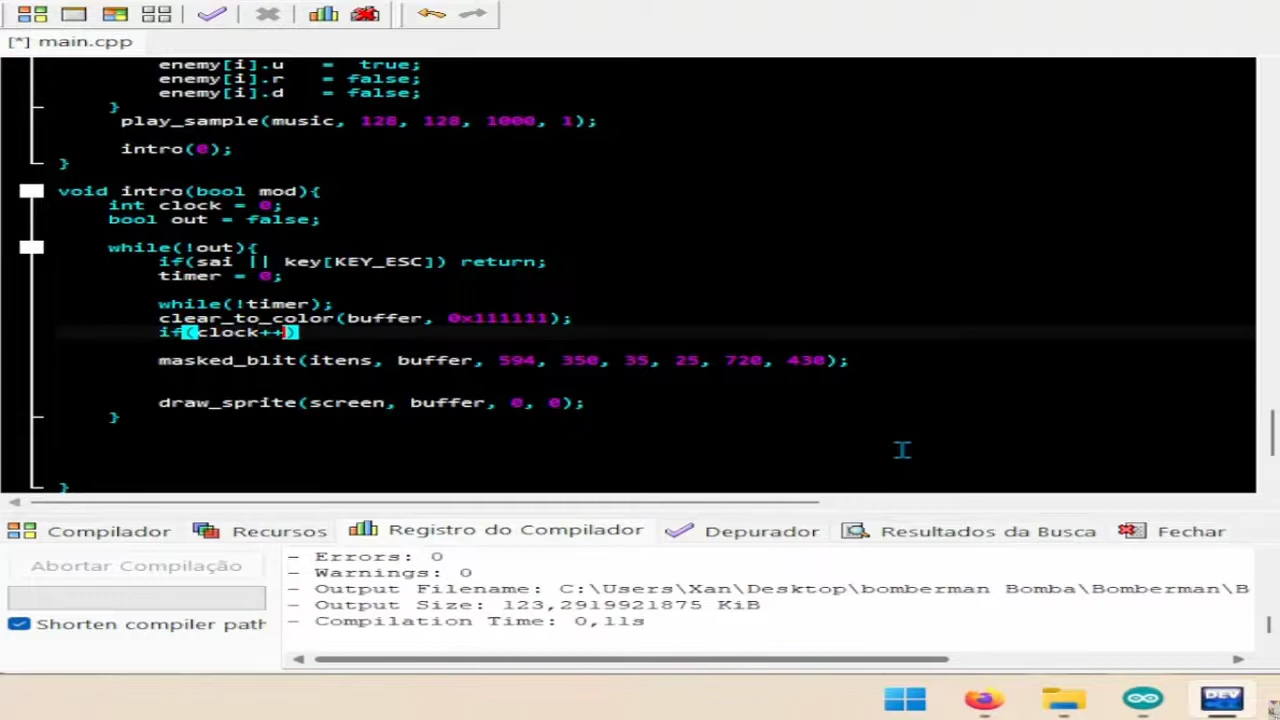 [*] main.cpp
enemy[i].u = true;
enemy[i].r = false;
enemy[i].d = false;
}
play_sample(music, 128, 128, 1000, 1);
intro(0);
}
void intro(bool mod){
int clock = 0;
bool out = false;
while(!out){
if(sai || key[KEY_ESC]) return;
timer = 0;
while(!timer);
clear_to_color(buffer, 0x111111);
if(clock++)
masked_blit(itens, buffer, 594, 350, 35, 25, 720, 430);
draw_sprite(screen, buffer, 0, 0);
}
}
Compilador Recursos Registro do Compilador Depurador Resultados da Busca Fechar
Abortar Compilação
Shorten compiler path
- Errors: 0
- Warnings: 0
- Output Filename: C:\Users\Xan\Desktop\bomberman Bomba\Bomberman\B
- Output Size: 123,2919921875 KiB
- Compilation Time: 0,11s
DEV